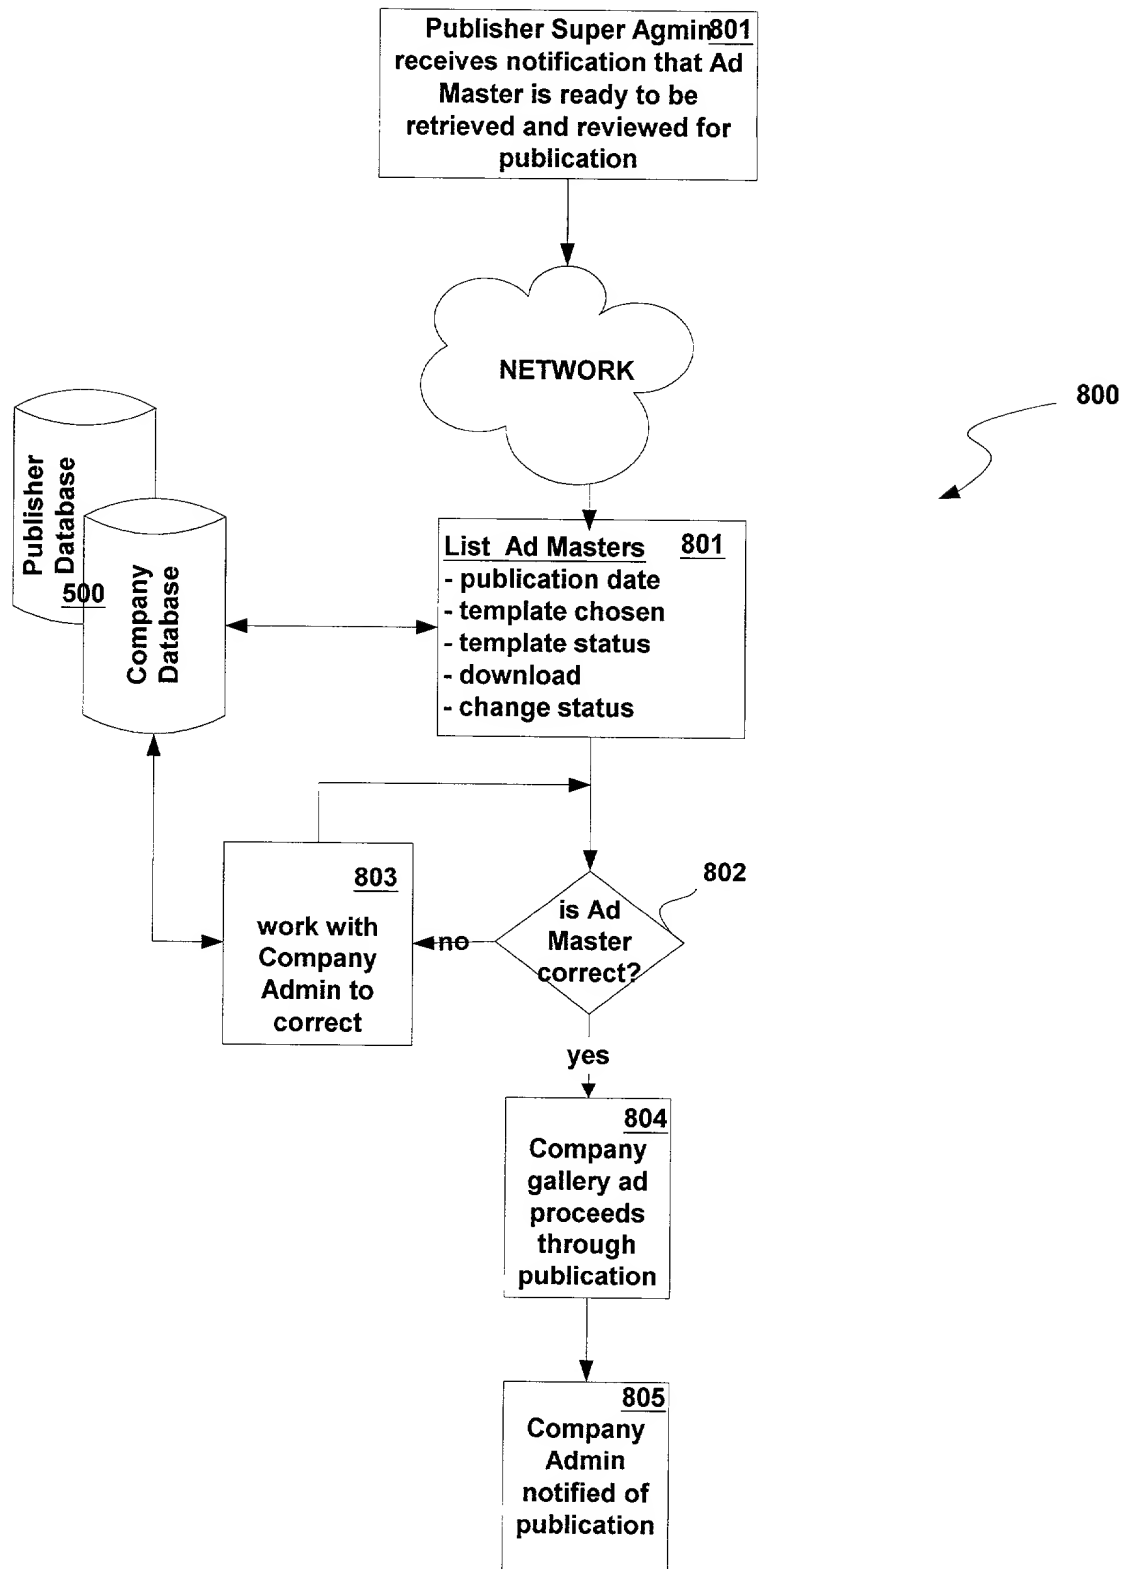 Publisher Super Agmin801
receives notification that Ad
Master is ready to be
retrieved and reviewed for
publication
NETWORK
800
Publisher
Database
500
Company
Database
List Ad Masters 801
- publication date
- template chosen
- template status
- download
- change status
803
work with
Company
Admin to
correct
no
802
is Ad
Master
correct?
yes
804
Company
gallery ad
proceeds
through
publication
805
Company
Admin
notified of
publication